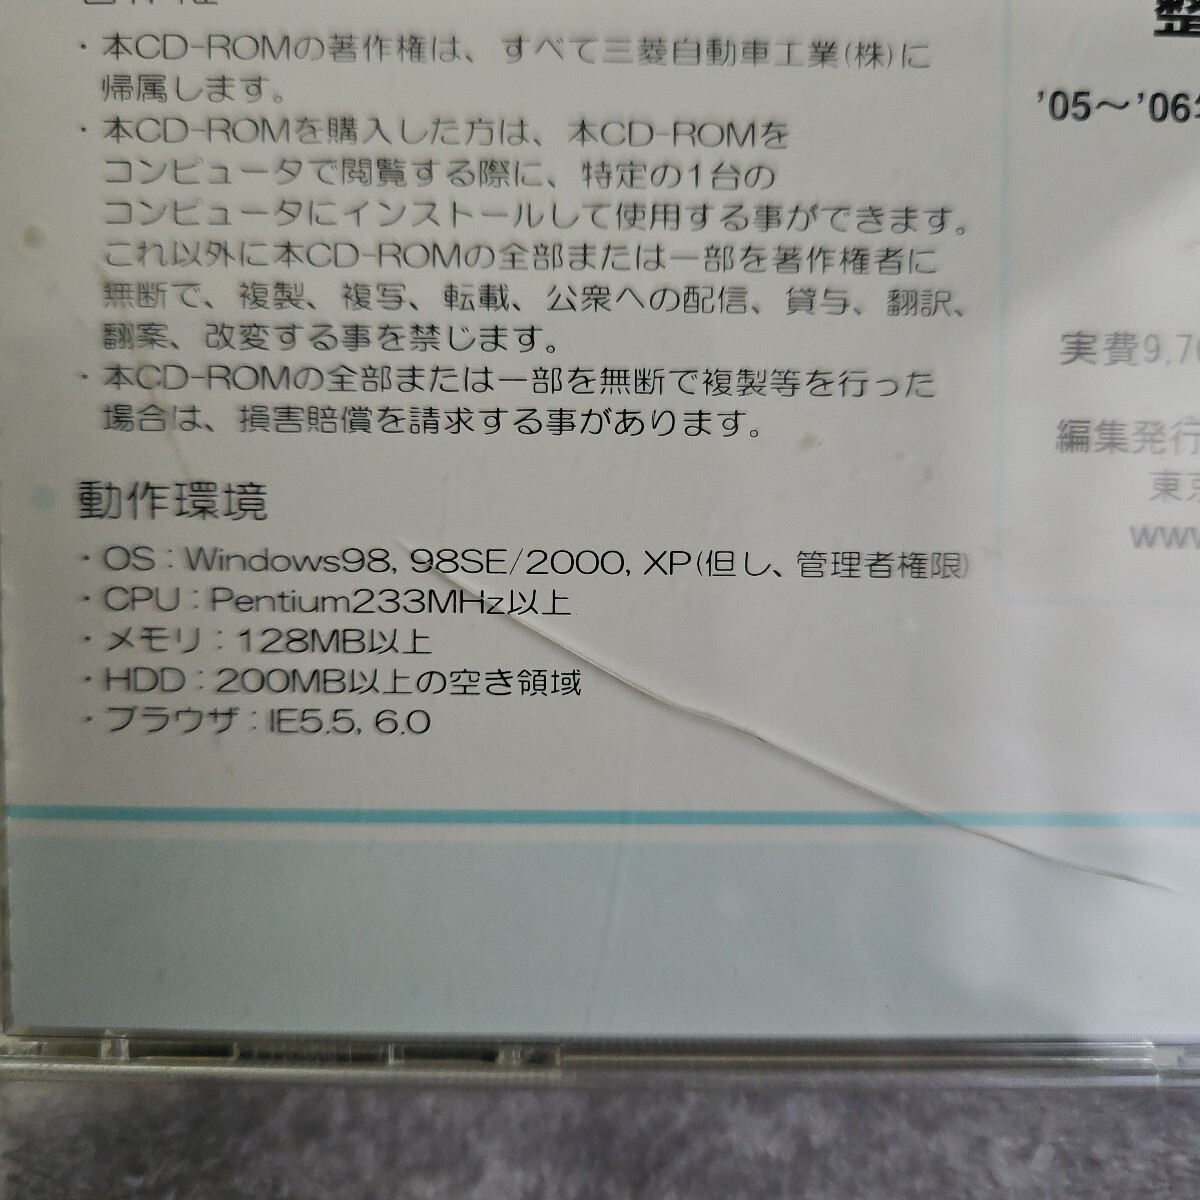 ・本CD-ROMの著作権は、すべて三菱自動車工業(株)に
帰属します。
・本CD-ROMを購入した方は、本CD-ROMを
コンピュータで閲覧する際に、特定の1台の
コンピュータにインストールして使用する事ができます。
これ以外に本CD-ROMの全部または一部を著作権者に
無断で、複製、複写、転載、公衆への配信、貸与、翻訳、
翻案、改変する事を禁じます。
・本CD-ROMの全部または一部を無断で複製等を行った
場合は、損害賠償を請求する事があります。
動作環境
・OS：Windows98, 98SE/2000, XP(但し、管理者権限)
・CPU：Pentium233MHz以上
・メモリ：128MB以上
・HDD：200MB以上の空き領域
・ブラウザ：IE5.5, 6.0
整
'05〜'06
実費9,7
編集発行
東京
www